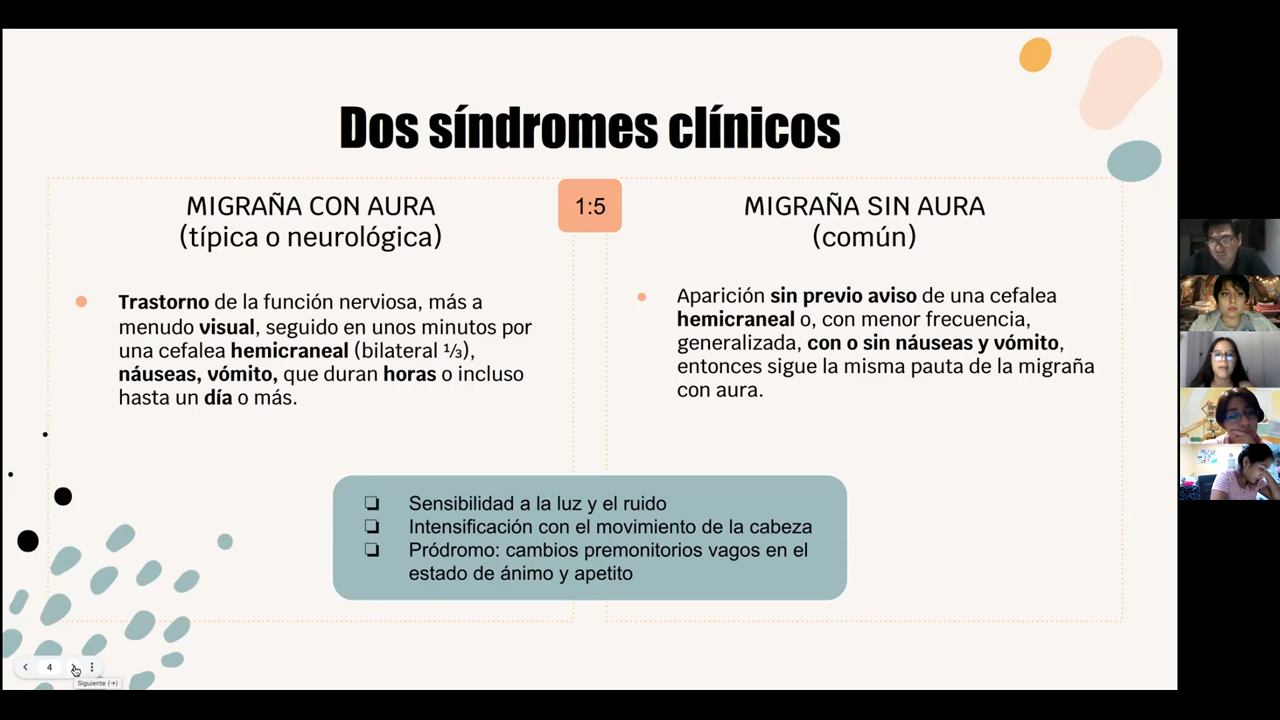 Dos síndromes clínicos
MIGRAÑA CON AURA
(típica o neurológica)
1:5
MIGRAÑA SIN AURA
(común)
Trastorno de la función nerviosa, más a
menudo visual, seguido en unos minutos por
una cefalea hemicraneal (bilateral ⅓),
náuseas, vómito, que duran horas o incluso
hasta un día o más.
Aparición sin previo aviso de una cefalea
hemicraneal o, con menor frecuencia,
generalizada, con o sin náuseas y vómito,
entonces sigue la misma pauta de la migraña
con aura.
❏ Sensibilidad a la luz y el ruido
❏ Intensificación con el movimiento de la cabeza
❏ Pródromo: cambios premonitorios vagos en el
estado de ánimo y apetito
4
Siguiente (→)